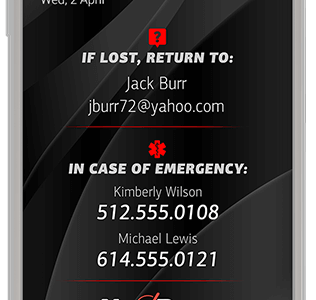 Wed, 2 April
IF LOST, RETURN TO:
Jack Burr
jburr72@yahoo.com
IN CASE OF EMERGENCY:
Kimberly Wilson
512.555.0108
Michael Lewis
614.555.0121